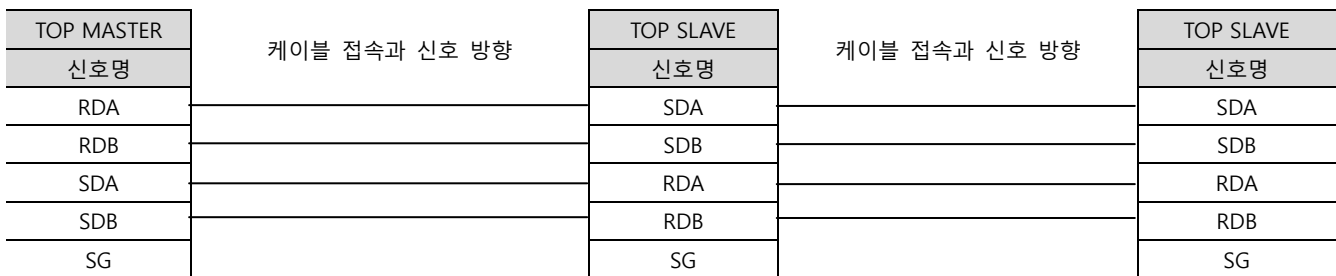 TOP MASTER 케이블 접속과 신호 방향 TOP SLAVE 케이블 접속과 신호 방향 TOP SLAVE
신호명 신호명 신호명
RDA SDA SDA
RDB SDB SDB
SDA RDA RDA
SDB RDB RDB
SG SG SG